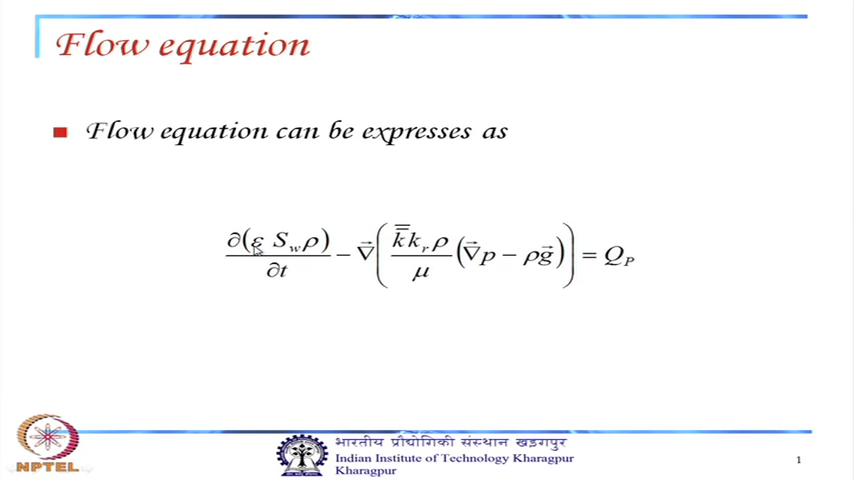 Flow equation
Flow equation can be expresses as
∂(ε S_w ρ)/∂t − ∇⃗( (k̿ k_r ρ)/μ (∇⃗p − ρg⃗) ) = Q_P
NPTEL
भारतीय प्रौद्योगिकी संस्थान खड़गपुर
Indian Institute of Technology Kharagpur
Kharagpur
1